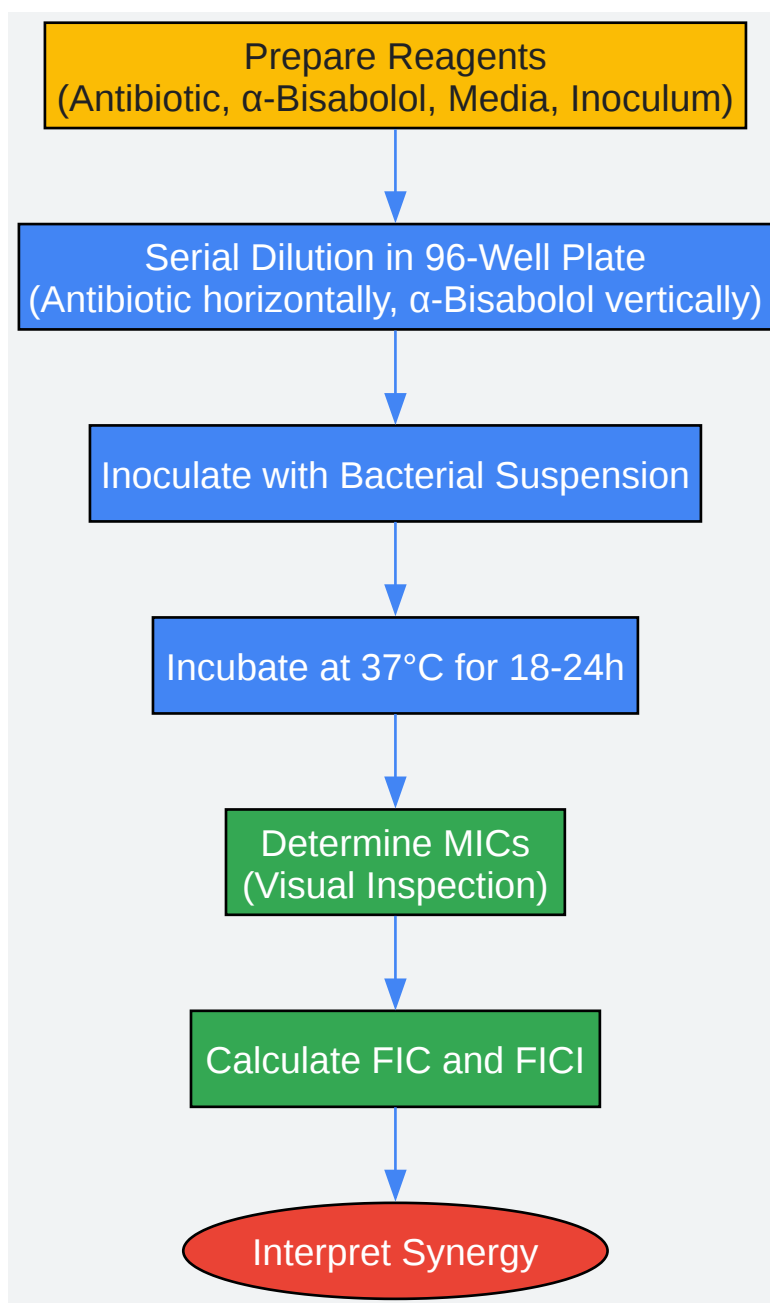 Prepare Reagents
(Antibiotic, α-Bisabolol, Media, Inoculum)
Serial Dilution in 96-Well Plate
(Antibiotic horizontally, α-Bisabolol vertically)
Inoculate with Bacterial Suspension
Incubate at 37°C for 18-24h
Determine MICs
(Visual Inspection)
Calculate FIC and FICI
Interpret Synergy